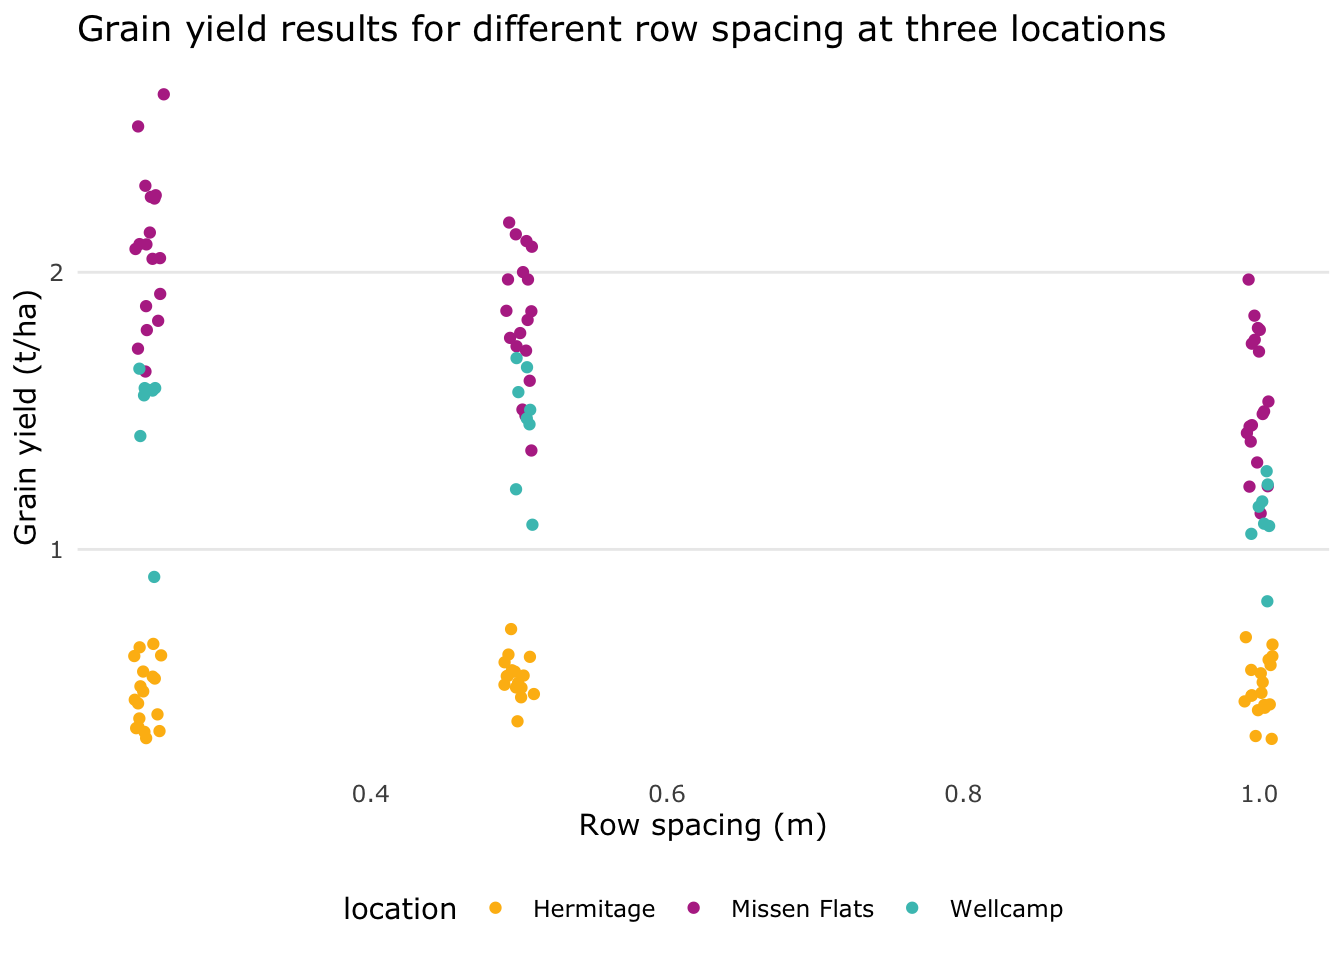 Grain yield results for different row spacing at three locations
Grain yield (t/ha)
2
1
0.4 0.6 0.8 1.0
Row spacing (m)
location Hermitage Missen Flats Wellcamp